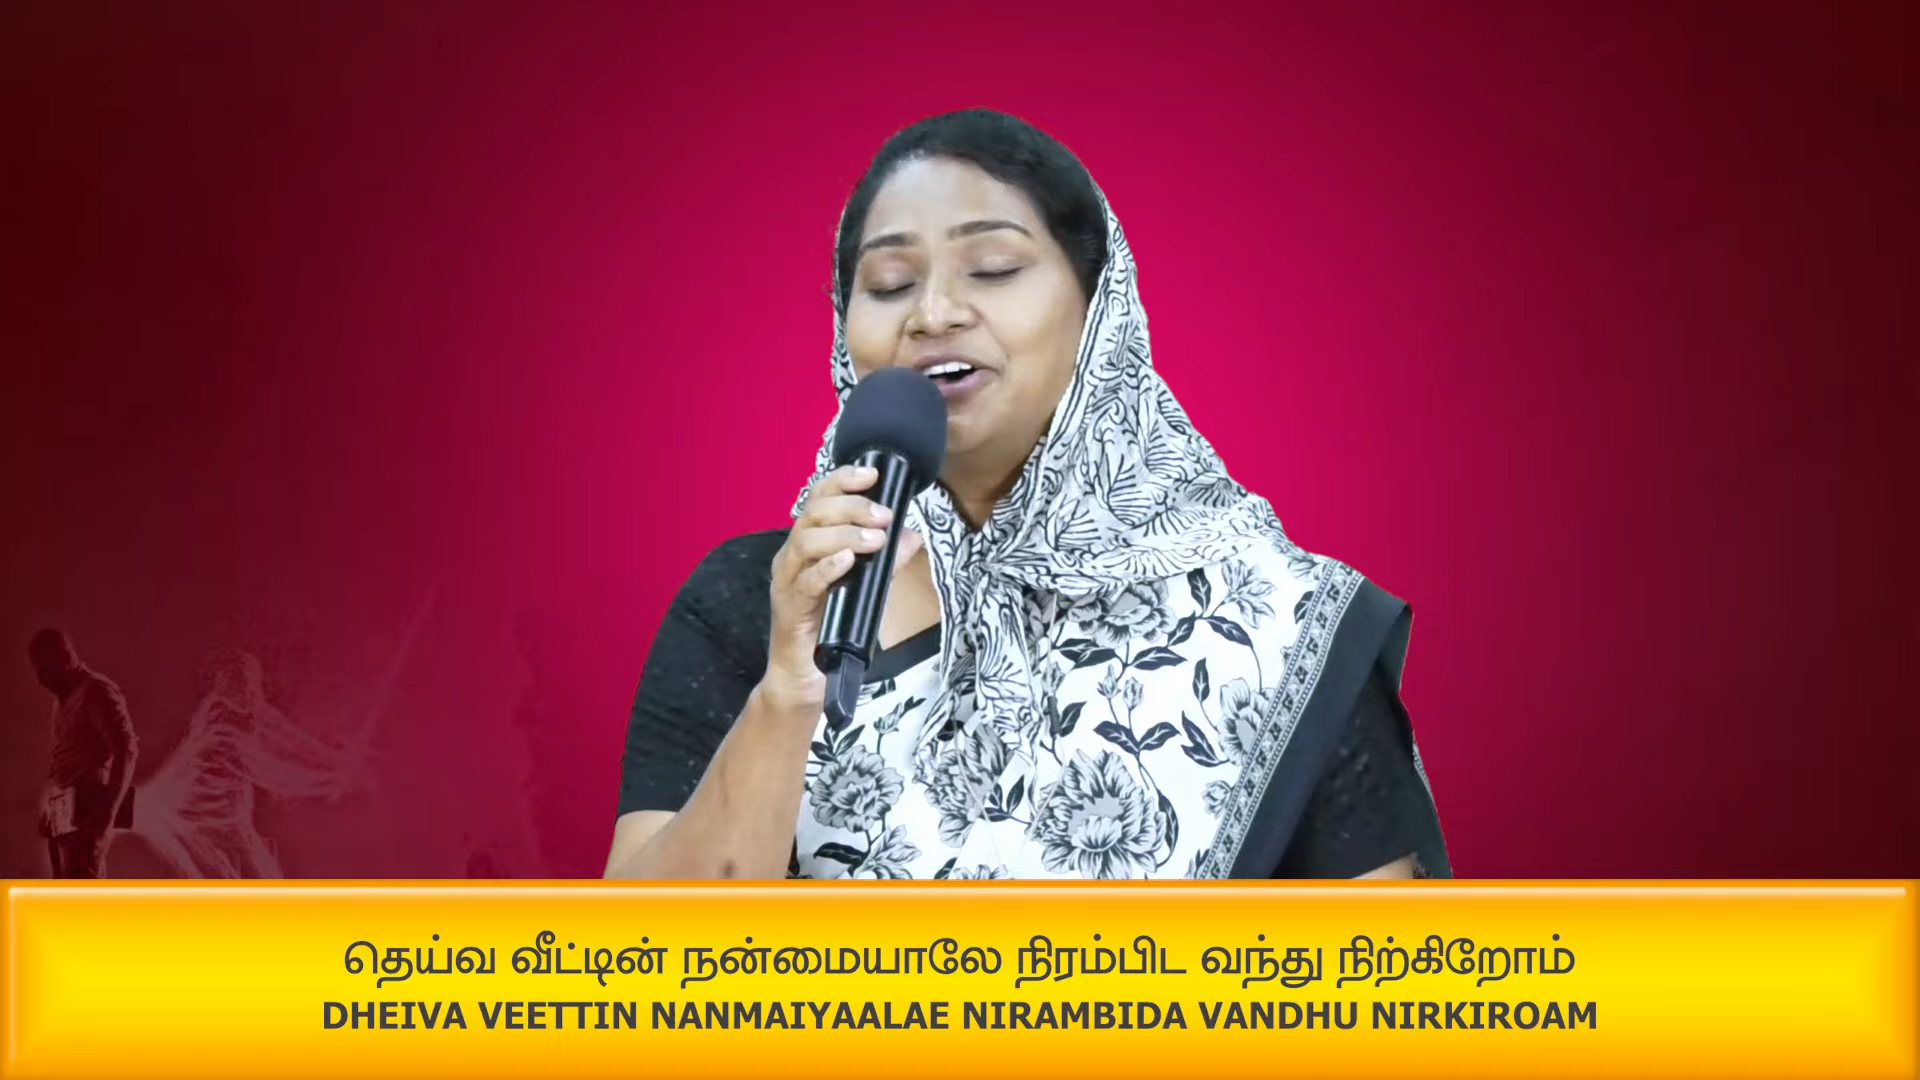 தெய்வ வீட்டின் நன்மையாலே நிரம்பிட வந்து நிற்கிறோம்
DHEIVA VEETTIN NANMAIYAALAE NIRAMBIDA VANDHU NIRKIROAM